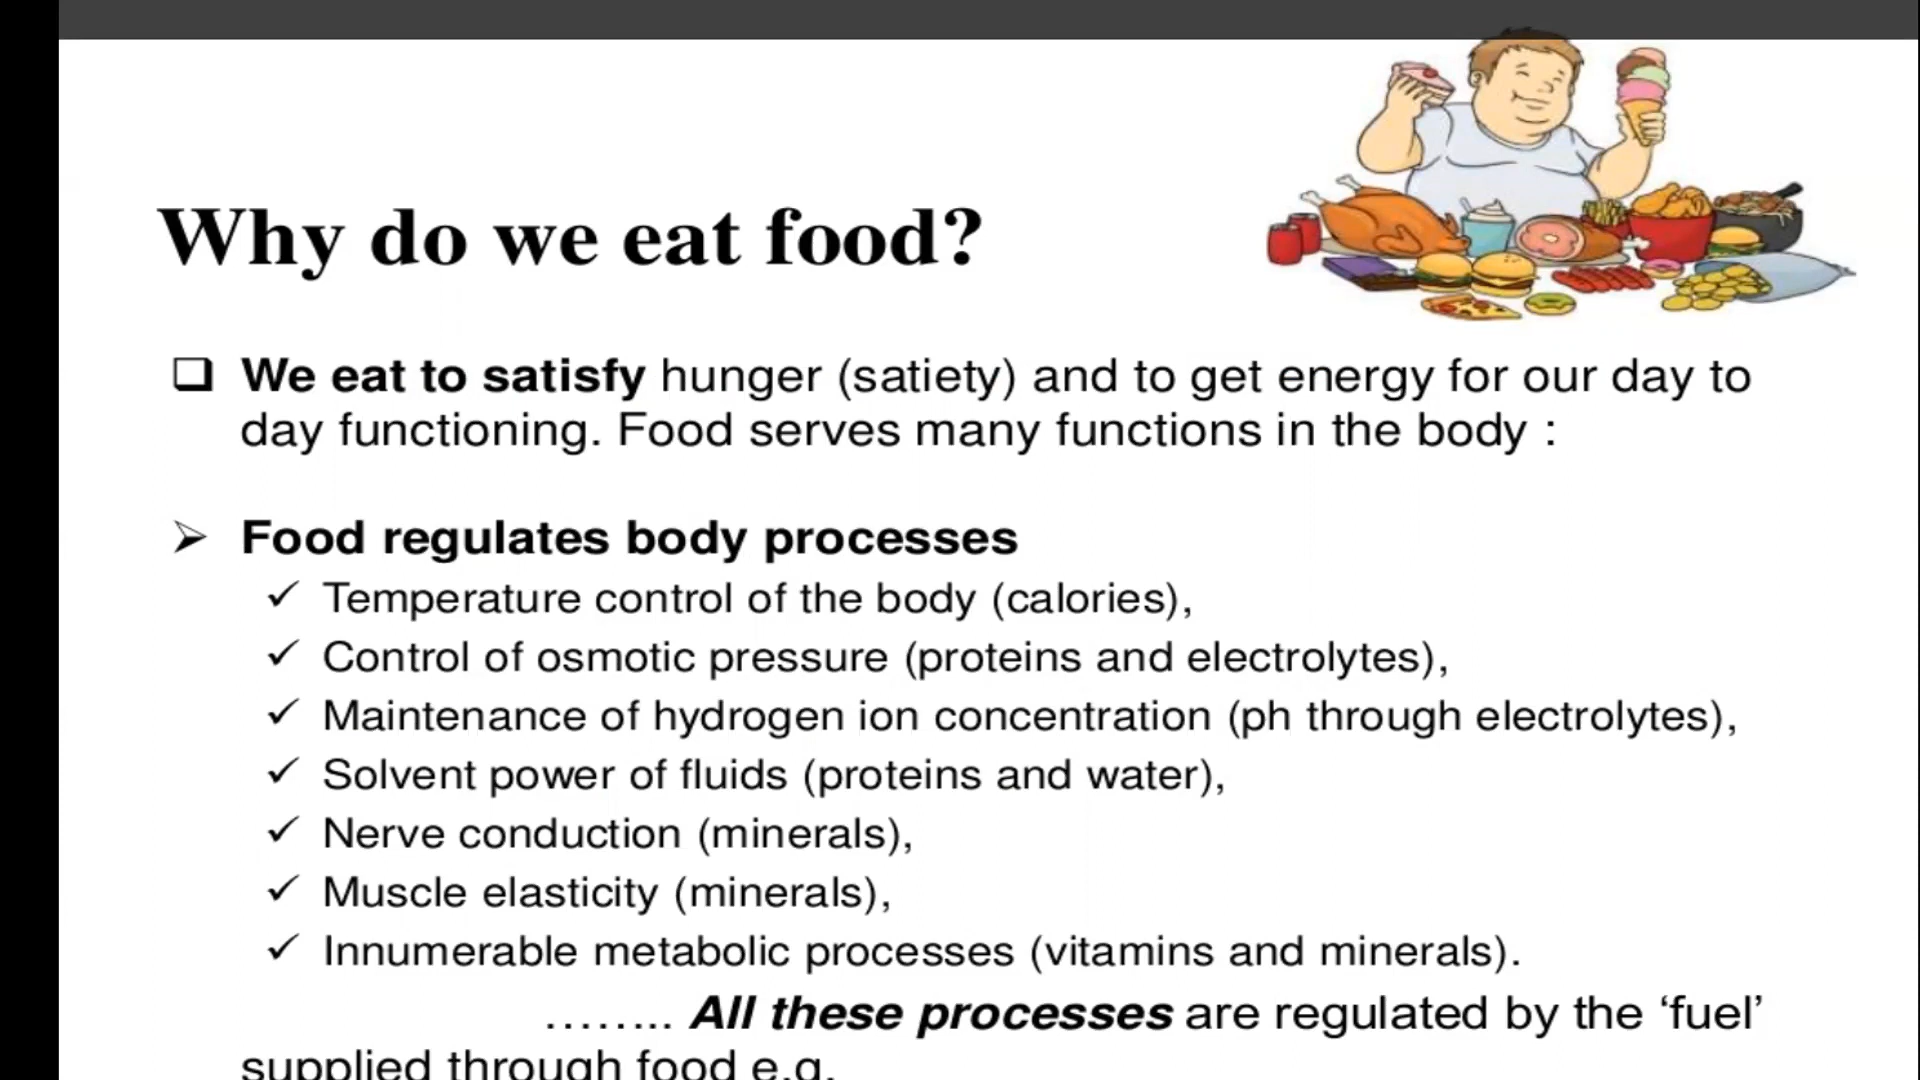 Why do we eat food?
❑ We eat to satisfy hunger (satiety) and to get energy for our day to
day functioning. Food serves many functions in the body :
➢ Food regulates body processes
✓ Temperature control of the body (calories),
✓ Control of osmotic pressure (proteins and electrolytes),
✓ Maintenance of hydrogen ion concentration (ph through electrolytes),
✓ Solvent power of fluids (proteins and water),
✓ Nerve conduction (minerals),
✓ Muscle elasticity (minerals),
✓ Innumerable metabolic processes (vitamins and minerals).
…….. All these processes are regulated by the ‘fuel’
supplied through food e.g.